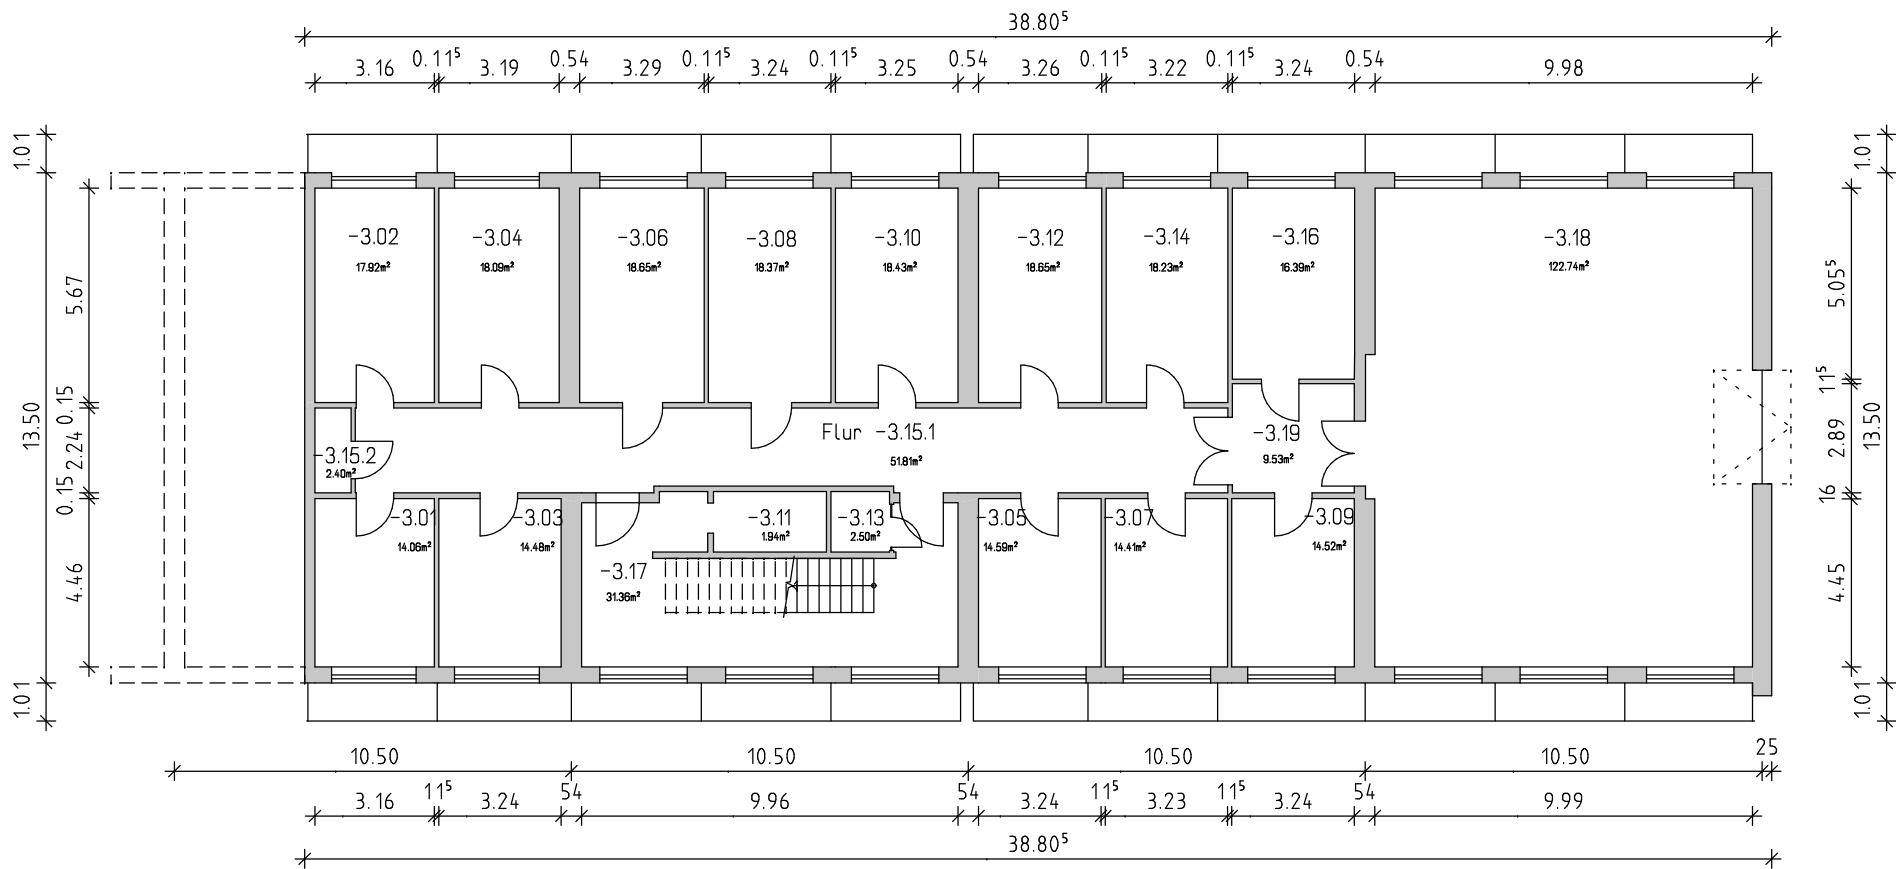 38.80⁵
3.16 0.11⁵ 3.19 0.54 3.29 0.11⁵ 3.24 0.11⁵ 3.25 0.54 3.26 0.11⁵ 3.22 0.11⁵ 3.24 0.54 9.98
1.01
13.50
1.01
5.67
0.15
2.24
0.15
4.46
-3.02
17.92m²
-3.04
18.09m²
-3.06
18.65m²
-3.08
18.37m²
-3.10
18.43m²
-3.12
18.65m²
-3.14
18.23m²
-3.16
16.39m²
-3.18
122.74m²
-3.15.2
2.40m²
Flur -3.15.1
51.81m²
-3.19
9.53m²
-3.01
14.06m²
-3.03
14.48m²
-3.11
1.94m²
-3.13
2.50m²
-3.05
14.59m²
-3.07
14.41m²
-3.09
14.52m²
-3.17
31.36m²
5.05⁵
11⁵
2.89
16
4.45
1.01
13.50
1.01
10.50 10.50 10.50 10.50 25
3.16 11⁵ 3.24 54 9.96 54 3.24 11⁵ 3.23 11⁵ 3.24 54 9.99
38.80⁵